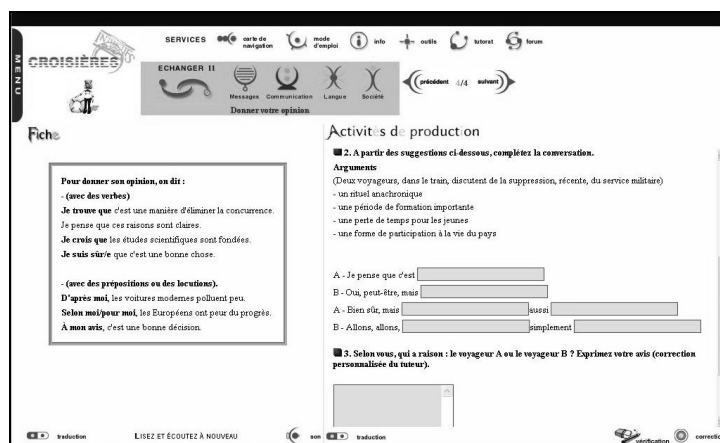 MENU
CROISIÈRES
SERVICES
carte de navigation
mode d'emploi
info
outils
tutorat
forum
ECHANGER II
Messages
Communication
Langue
Société
Donner votre opinion
précédent 4/4 suivant
Fiche
Pour donner son opinion, on dit :
- (avec des verbes)
Je trouve que c'est une manière d'éliminer la concurrence.
Je pense que ces raisons sont claires.
Je crois que les études scientifiques sont fondées.
Je suis sûr/e que c'est une bonne chose.
- (avec des prépositions ou des locutions).
D'après moi, les voitures modernes polluent peu.
Selon moi/pour moi, les Européens ont peur du progrès.
À mon avis, c'est une bonne décision.
Activités de production
2. A partir des suggestions ci-dessous, complétez la conversation.
Arguments
(Deux voyageurs, dans le train, discutent de la suppression, récente, du service militaire)
- un rituel anachronique
- une période de formation importante
- une perte de temps pour les jeunes
- une forme de participation à la vie du pays
A - Je pense que c'est
B - Oui, peut-être, mais
A - Bien sûr, mais aussi
B - Allons, allons, simplement
3. Selon vous, qui a raison : le voyageur A ou le voyageur B ? Exprimez votre avis (correction
personnalisée du tuteur).
traduction
LISEZ ET ÉCOUTEZ À NOUVEAU
son
traduction
vérification
correctio